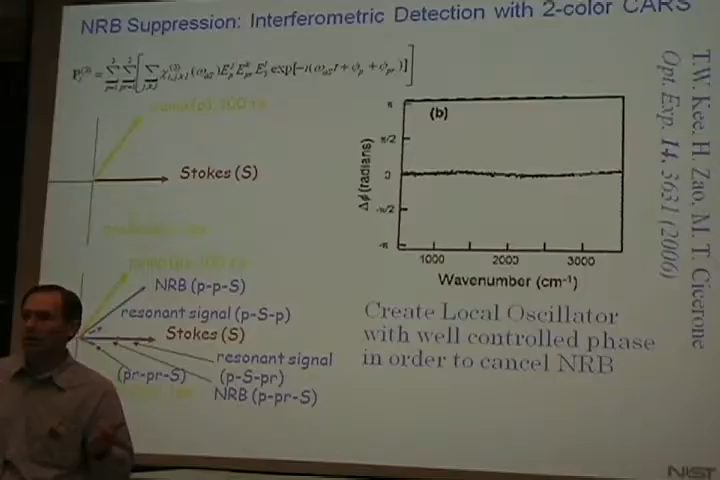 NRB Suppression: Interferometric Detection with 2-color CARS
Stokes (S)
NRB (p-p-S)
resonant signal (p-S-p)
Stokes (S)
resonant signal
(pr-pr-S)
(p-S-pr)
NRB (p-pr-S)
(b)
π
π/2
0
-π/2
-π
Δϕ (radians)
1000 2000 3000
Wavenumber (cm⁻¹)
Create Local Oscillator
with well controlled phase
in order to cancel NRB
T.W. Kee, H. Zao, M. T. Cicerone
Opt. Exp. 14, 3631 (2006)
NIST